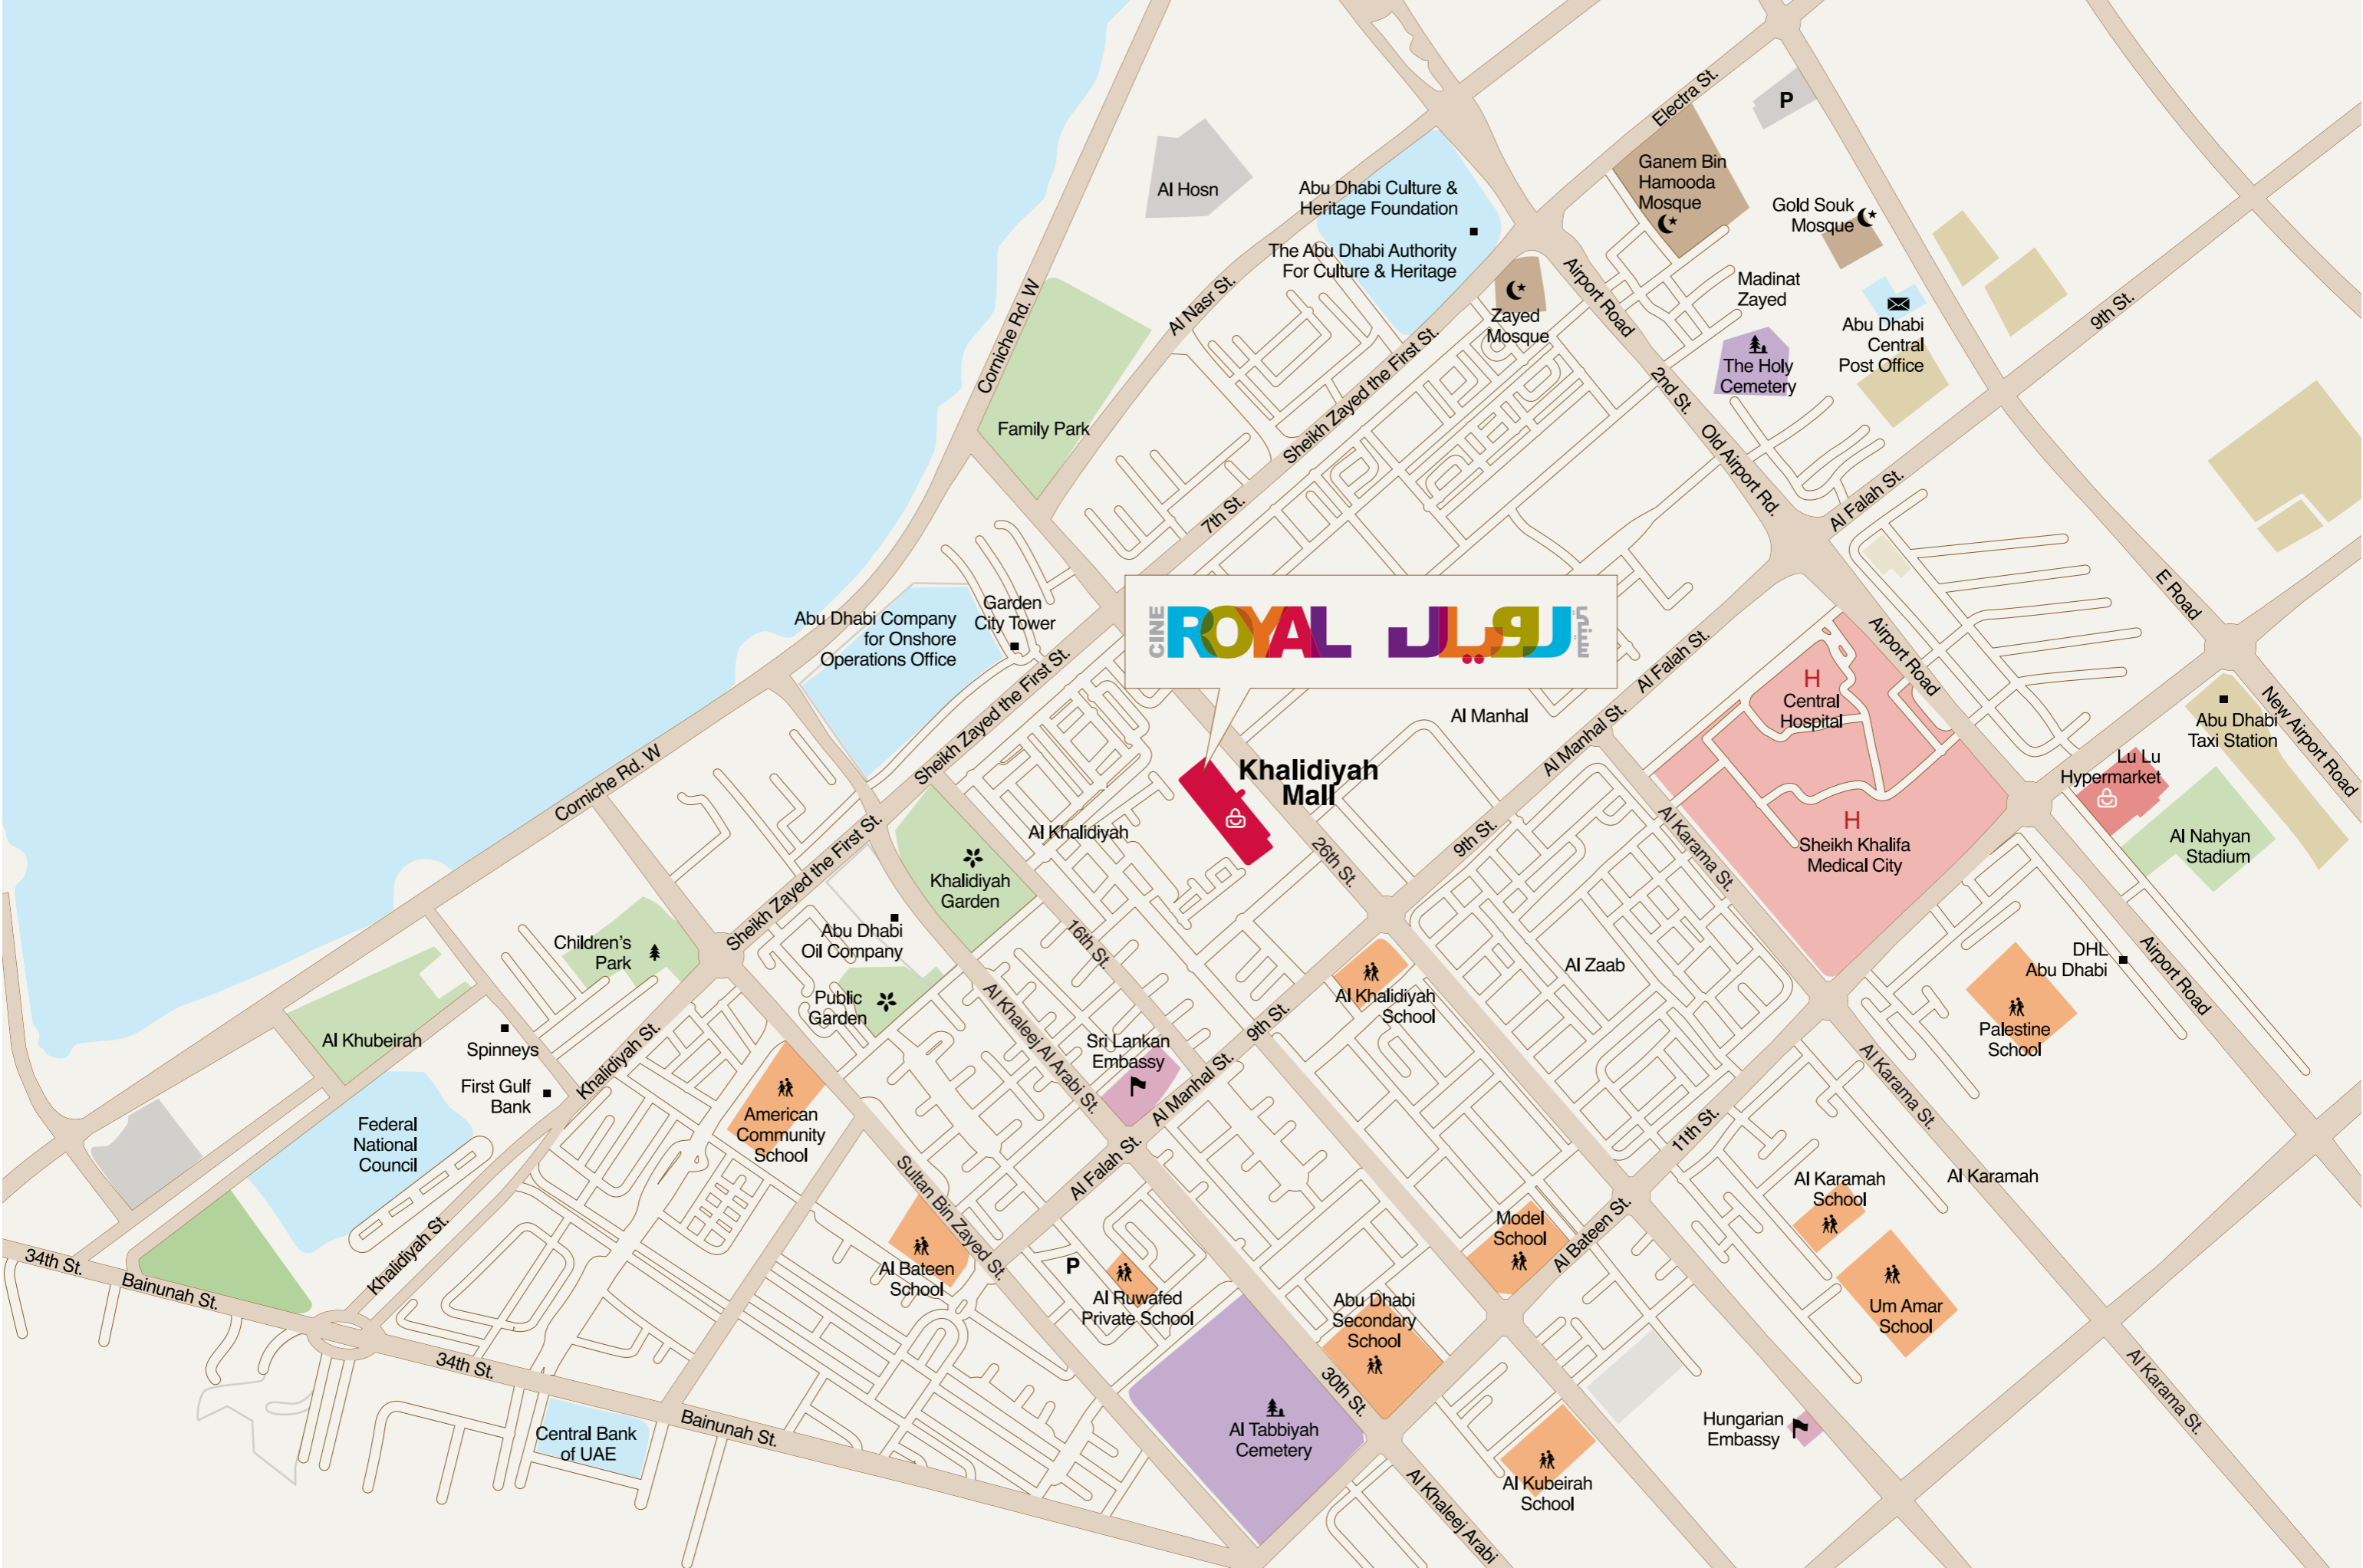 Electra St.
P
Ganem Bin
Hamooda
Mosque
Al Hosn
Abu Dhabi Culture &
Heritage Foundation
Gold Souk
Mosque
The Abu Dhabi Authority
For Culture & Heritage
Airport Road
Madinat
Zayed
Corniche Rd. W
Al Nasr St.
Zayed
Mosque
Abu Dhabi
Central
Post Office
9th St.
The Holy
Cemetery
Sheikh Zayed the First St.
2nd St.
Family Park
Old Airport Rd.
7th St.
Al Falah St.
E Road
Garden
City Tower
Abu Dhabi Company
for Onshore
Operations Office
CINE
ROYAL
رويال
سينما
Al Falah St.
Airport Road
Sheikh Zayed the First St.
H
Central
Hospital
Al Manhal
Al Manhal St.
Abu Dhabi
Taxi Station
New Airport Road
Corniche Rd. W
Khalidiyah
Mall
Lu Lu
Hypermarket
Al Khalidiyah
26th St.
9th St.
Al Karama St.
H
Sheikh Khalifa
Medical City
Al Nahyan
Stadium
Sheikh Zayed the First St.
Khalidiyah
Garden
Children's
Park
Abu Dhabi
Oil Company
16th St.
Al Zaab
DHL
Abu Dhabi
Airport Road
Public
Garden
Al Khaleej Al Arabi St.
Al Khalidiyah
School
9th St.
Palestine
School
Al Khubeirah
Spinneys
Khalidiyah St.
Sri Lankan
Embassy
Al Manhal St.
Al Karama St.
First Gulf
Bank
American
Community
School
Federal
National
Council
11th St.
Al Falah St.
Sultan Bin Zayed St.
Al Karamah
School
Al Karamah
Khalidiyah St.
Model
School
Al Bateen St.
34th St.
Bainunah St.
Al Bateen
School
P
Al Ruwafed
Private School
Abu Dhabi
Secondary
School
Um Amar
School
34th St.
30th St.
Al Karama St.
Central Bank
of UAE
Bainunah St.
Al Tabbiyah
Cemetery
Hungarian
Embassy
Al Kubeirah
School
Al Khaleej Arabi